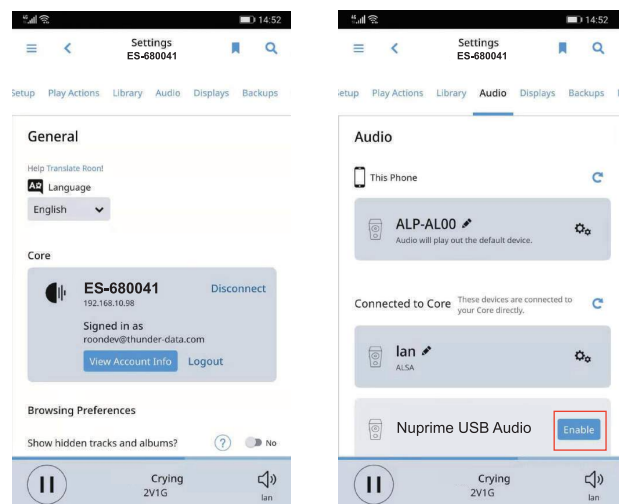 14:52
Settings
ES-680041
Setup Play Actions Library Audio Displays Backups
General
Help Translate Roon!
Language
English
Core
ES-680041 Disconnect
192.168.10.98
Signed in as
roondev@thunder-data.com
View Account Info Logout
Browsing Preferences
Show hidden tracks and albums? ? No
Crying
2V1G
lan
14:52
Settings
ES-680041
Setup Play Actions Library Audio Displays Backups
Audio
This Phone
ALP-AL00
Audio will play out the default device.
Connected to Core These devices are connected to
your Core directly.
lan
ALSA
Nuprime USB Audio Enable
Crying
2V1G
lan